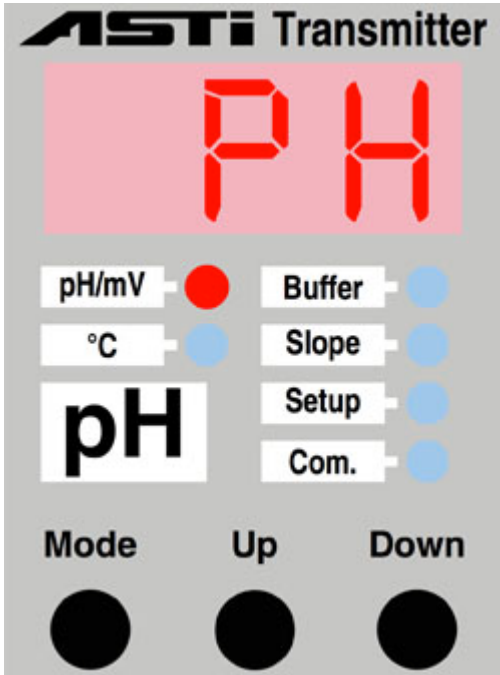 ASTi Transmitter
PH
pH/mV Buffer
°C Slope
pH Setup
Com.
Mode Up Down